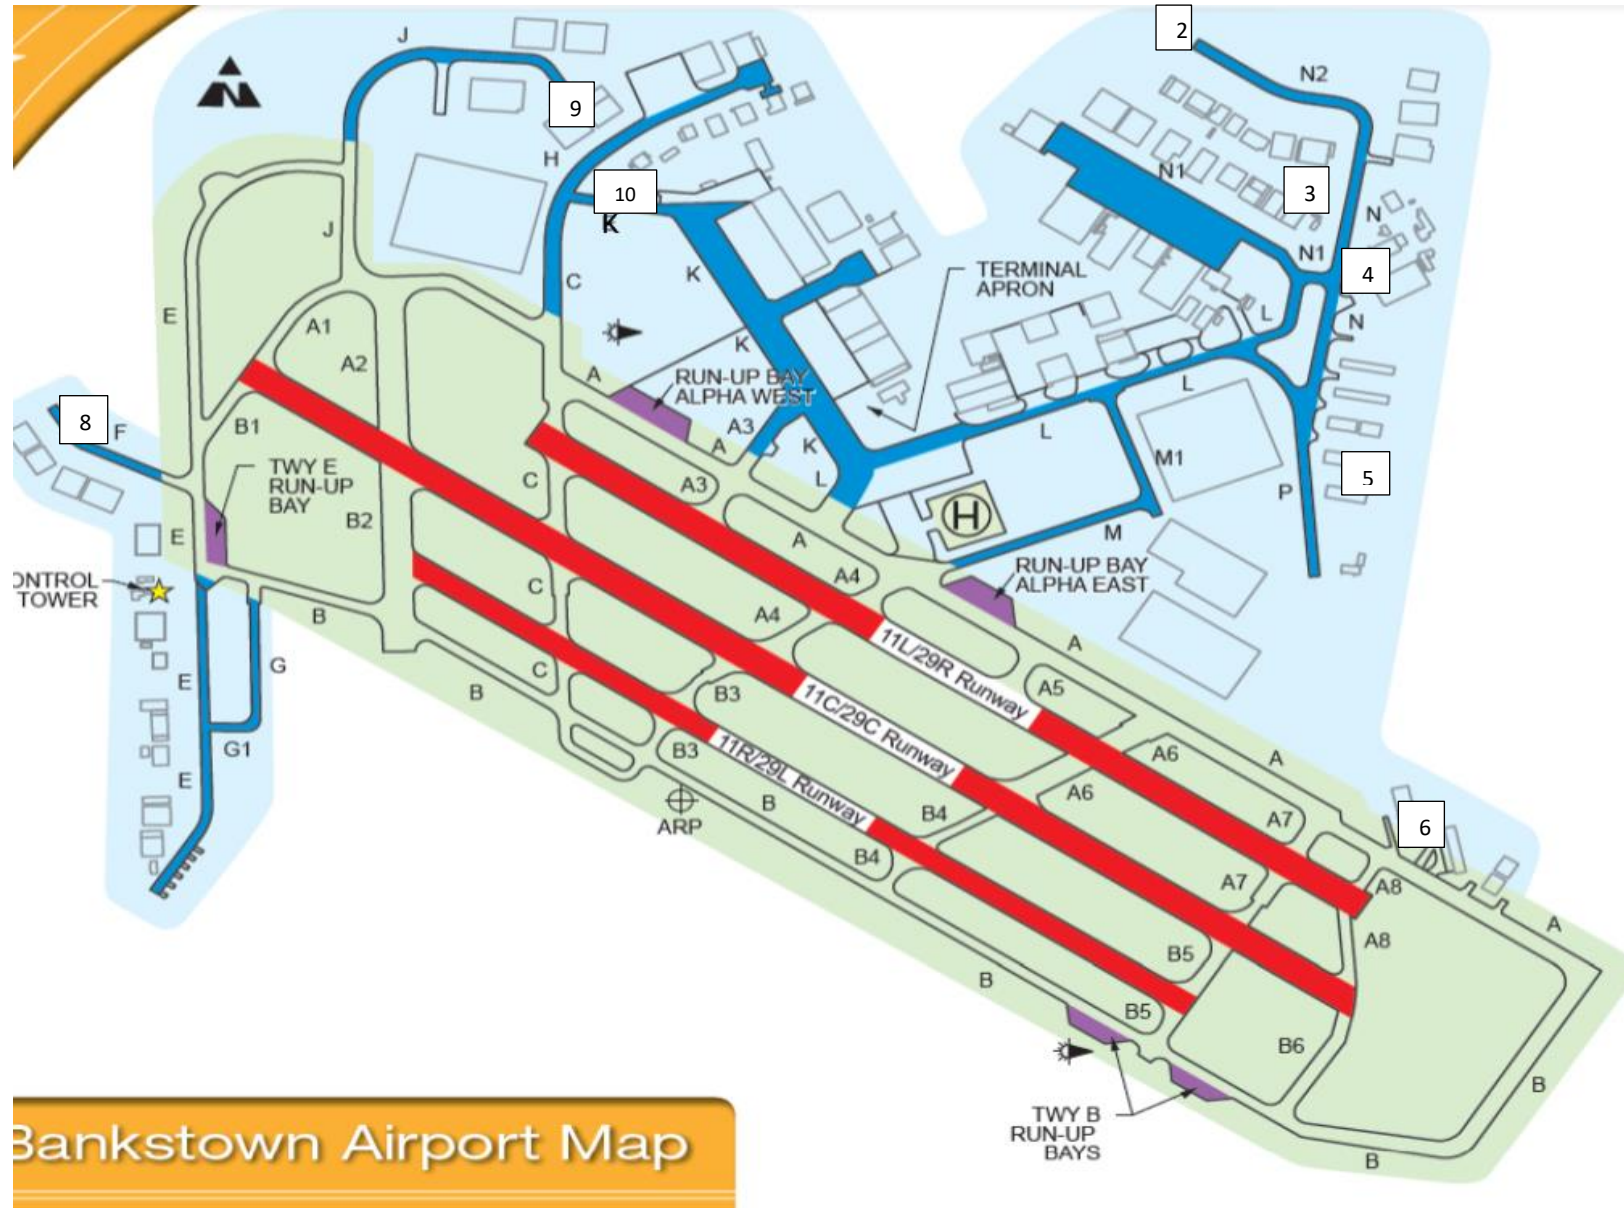 2
J
N2
9
H
N1
3
10
K
N
J
N1
4
C
K
TERMINAL
APRON
E
A1
L
N
K
A2
A
RUN-UP BAY
ALPHA WEST
L
8
F
B1
A3
A
K
L
M1
TWY E
RUN-UP
BAY
C
A3
L
5
P
B2
E
A
M
ONTROL
TOWER
C
A4
RUN-UP BAY
ALPHA EAST
B
A4
G
11L/29R Runway
A
E
B
C
B3
A5
11C/29C Runway
G1
B3
11R/29L Runway
A6
A
E
B
A6
ARP
B4
A7
6
B4
A7
A8
A
B5
A8
B
B5
B6
B
TWY B
RUN-UP
BAYS
B
Bankstown Airport Map